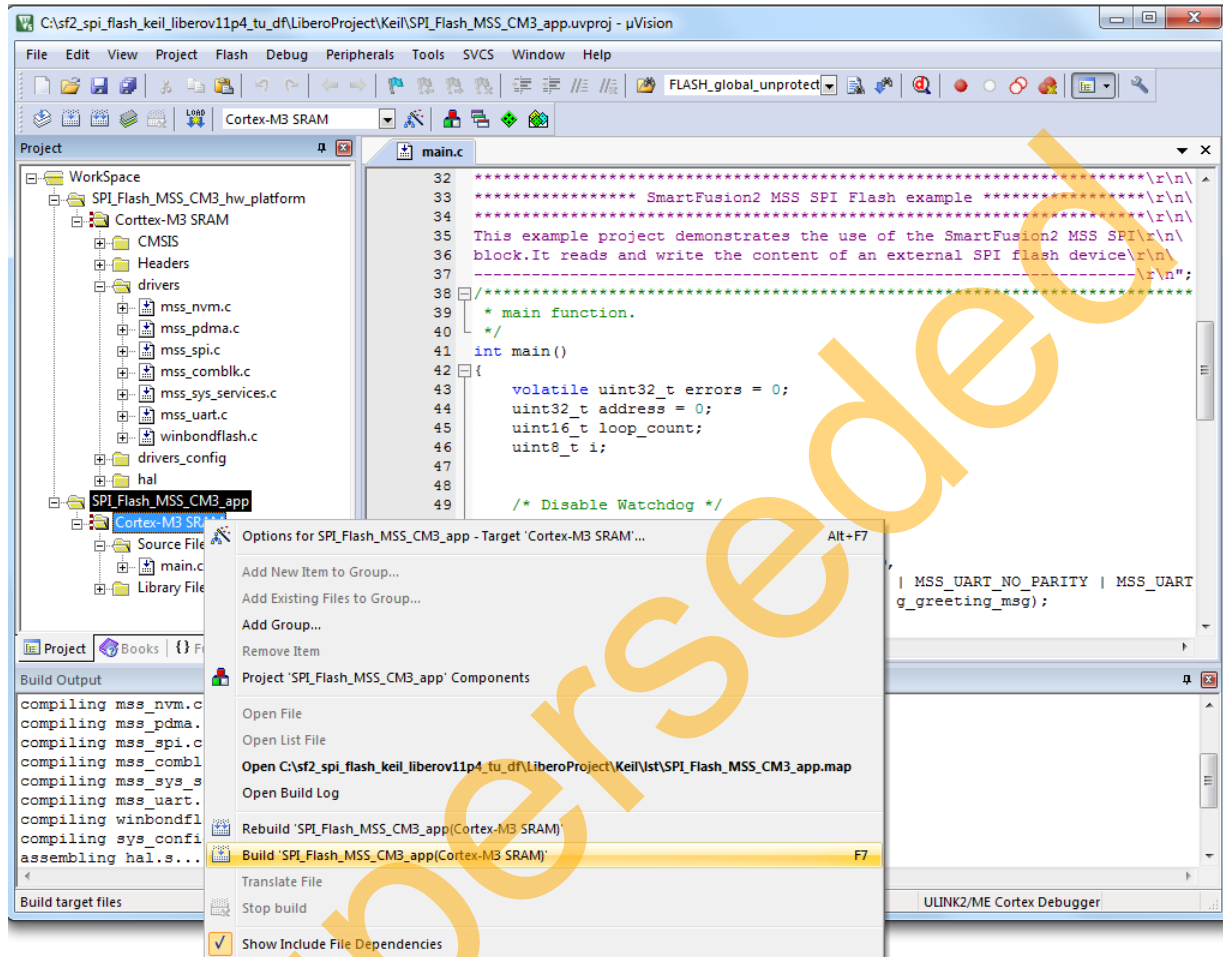 C:\sf2_spi_flash_keil_liberov11p4_tu_df\LiberoProject\Keil\SPI_Flash_MSS_CM3_app.uvproj - µVision
File Edit View Project Flash Debug Peripherals Tools SVCS Window Help
FLASH_global_unprotect
LOAD Cortex-M3 SRAM
Project
main.c
WorkSpace
SPI_Flash_MSS_CM3_hw_platform
Corttex-M3 SRAM
CMSIS
Headers
drivers
mss_nvm.c
mss_pdma.c
mss_spi.c
mss_comblk.c
mss_sys_services.c
mss_uart.c
winbondflash.c
drivers_config
hal
SPI_Flash_MSS_CM3_app
Cortex-M3 SRAM
Source File
main.c
Library File
Project Books {} F
32 **********************************************************************\r\n\
33 ***************** SmartFusion2 MSS SPI Flash example *****************\r\n\
34 **********************************************************************\r\n\
35 This example project demonstrates the use of the SmartFusion2 MSS SPI\r\n\
36 block.It reads and write the content of an external SPI flash device\r\n\
37 ---------------------------------------------------------------------\r\n";
38 /**************************************************************************
39 * main function.
40 */
41 int main()
42 {
43 volatile uint32_t errors = 0;
44 uint32_t address = 0;
45 uint16_t loop_count;
46 uint8_t i;
47
48
49 /* Disable Watchdog */
,
| MSS_UART_NO_PARITY | MSS_UART
g_greeting_msg);
Options for SPI_Flash_MSS_CM3_app - Target 'Cortex-M3 SRAM'... Alt+F7
Add New Item to Group...
Add Existing Files to Group...
Add Group...
Remove Item
Project 'SPI_Flash_MSS_CM3_app' Components
Open File
Open List File
Open C:\sf2_spi_flash_keil_liberov11p4_tu_df\LiberoProject\Keil\lst\SPI_Flash_MSS_CM3_app.map
Open Build Log
Rebuild 'SPI_Flash_MSS_CM3_app(Cortex-M3 SRAM)'
Build 'SPI_Flash_MSS_CM3_app(Cortex-M3 SRAM)' F7
Translate File
Stop build
Show Include File Dependencies
Build Output
compiling mss_nvm.c
compiling mss_pdma.
compiling mss_spi.c
compiling mss_combl
compiling mss_sys_s
compiling mss_uart.
compiling winbondfl
compiling sys_confi
assembling hal.s...
Build target files
ULINK2/ME Cortex Debugger
perseded